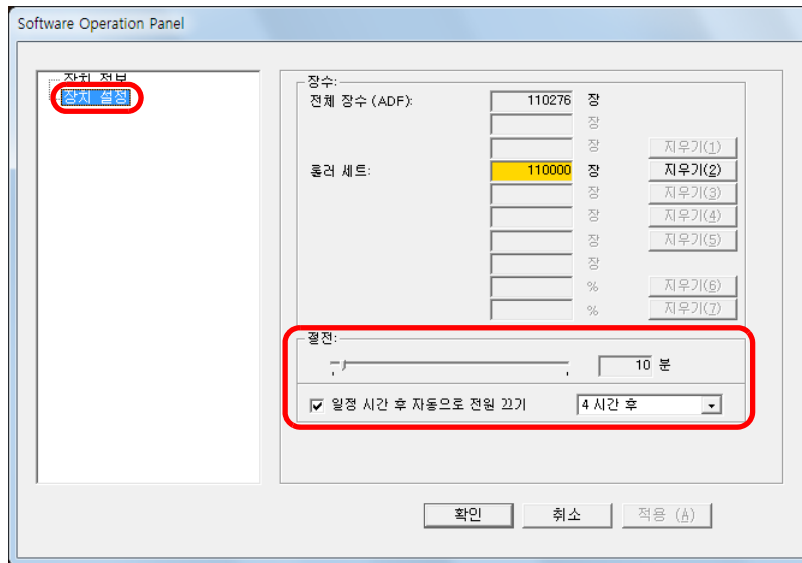 Software Operation Panel
장치 정보
장치 설정
장수:
전체 장수 (ADF): 110276 장
장
장 지우기(1)
롤러 세트: 110000 장 지우기(2)
장 지우기(3)
장 지우기(4)
장 지우기(5)
장
% 지우기(6)
% 지우기(7)
절전:
10 분
일정 시간 후 자동으로 전원 끄기 4 시간 후
확인 취소 적용 (A)